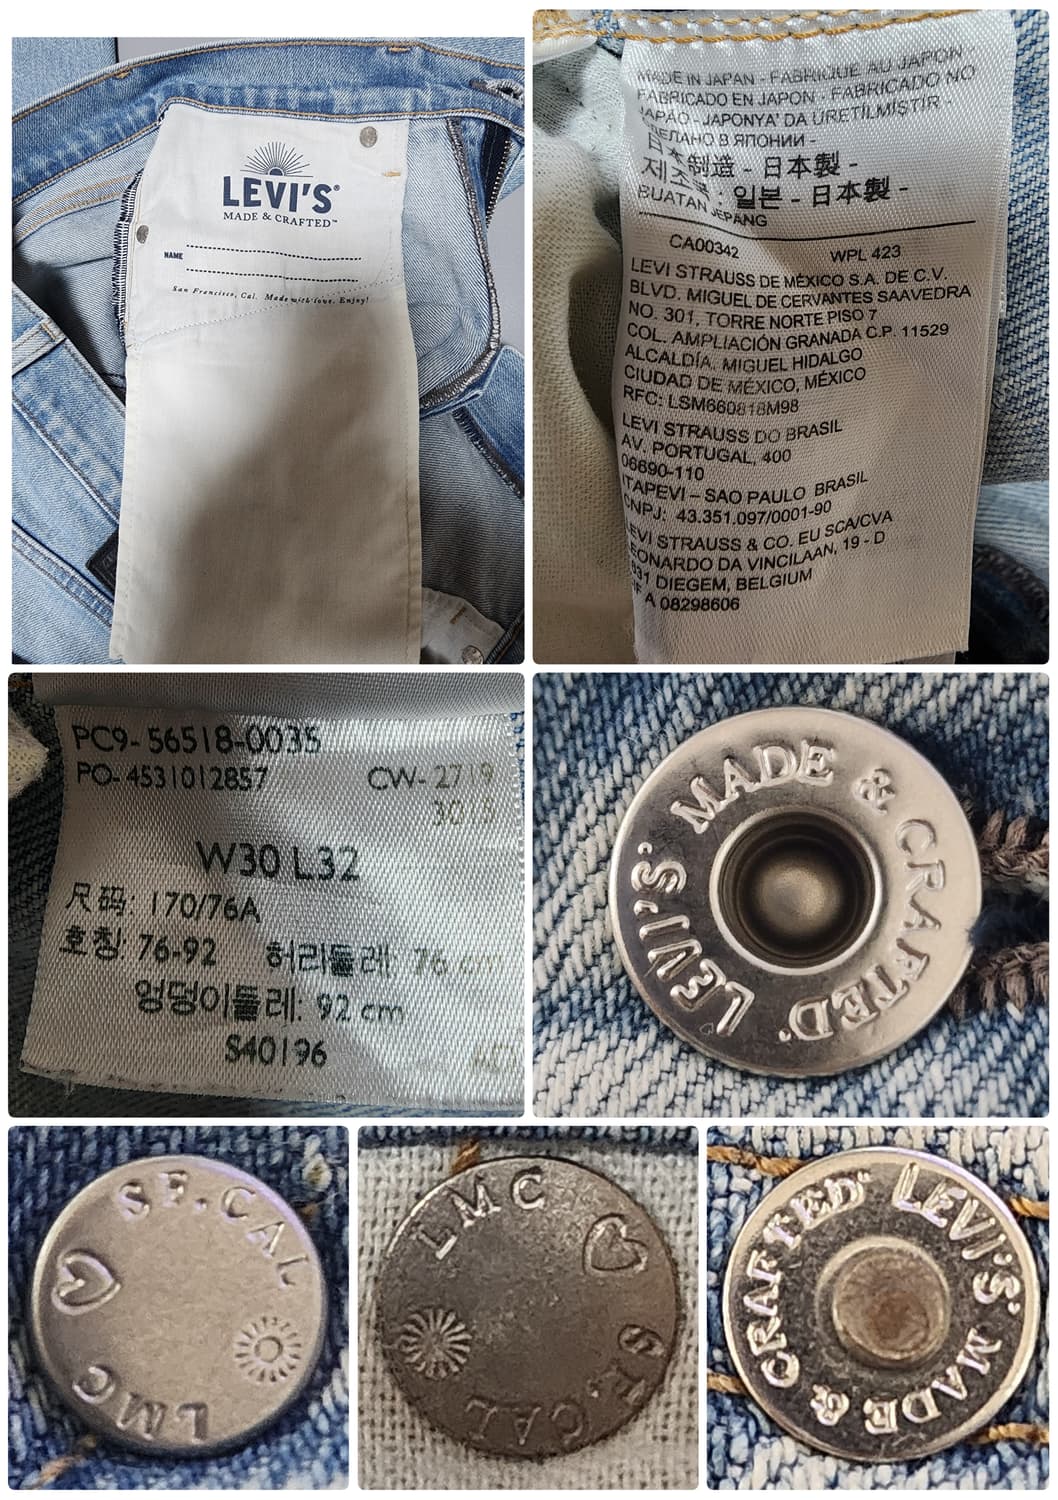 LEVI'S®
MADE & CRAFTED™
NAME
San Francisco, Cal. Made with love. Enjoy!
MADE IN JAPAN - FABRIQUE AU JAPON -
FABRICADO EN JAPON - FABRICADO NO
JAPÃO - JAPONYA' DA ÜRETİLMİŞTİR
СДЕЛАНО В ЯПОНИИ -
日本制造 - 日本製 -
제조국 : 일본 - 日本製 -
BUATAN JEPANG
CA00342 WPL 423
LEVI STRAUSS DE MÉXICO S.A. DE C.V.
BLVD. MIGUEL DE CERVANTES SAAVEDRA
NO. 301, TORRE NORTE PISO 7
COL. AMPLIACIÓN GRANADA C.P. 11529
ALCALDÍA. MIGUEL HIDALGO
CIUDAD DE MÉXICO, MÉXICO
RFC: LSM660818M98
LEVI STRAUSS DO BRASIL
AV. PORTUGAL, 400
06690-110
ITAPEVI – SAO PAULO BRASIL
CNPJ: 43.351.097/0001-90
LEVI STRAUSS & CO. EU SCA/CVA
LEONARDO DA VINCILAAN, 19 - D
1831 DIEGEM, BELGIUM
A 08298606
PC9-56518-0035
PO-4531012857 CW-2719
3015
W30 L32
尺码: 170/76A
호칭: 76-92 허리둘레: 76 cm
엉덩이둘레: 92 cm
S40196
LEVI'S® MADE & CRAFTED®
SF.CAL
LMC
LMC
SF.CAL
LEVI'S® MADE & CRAFTED®